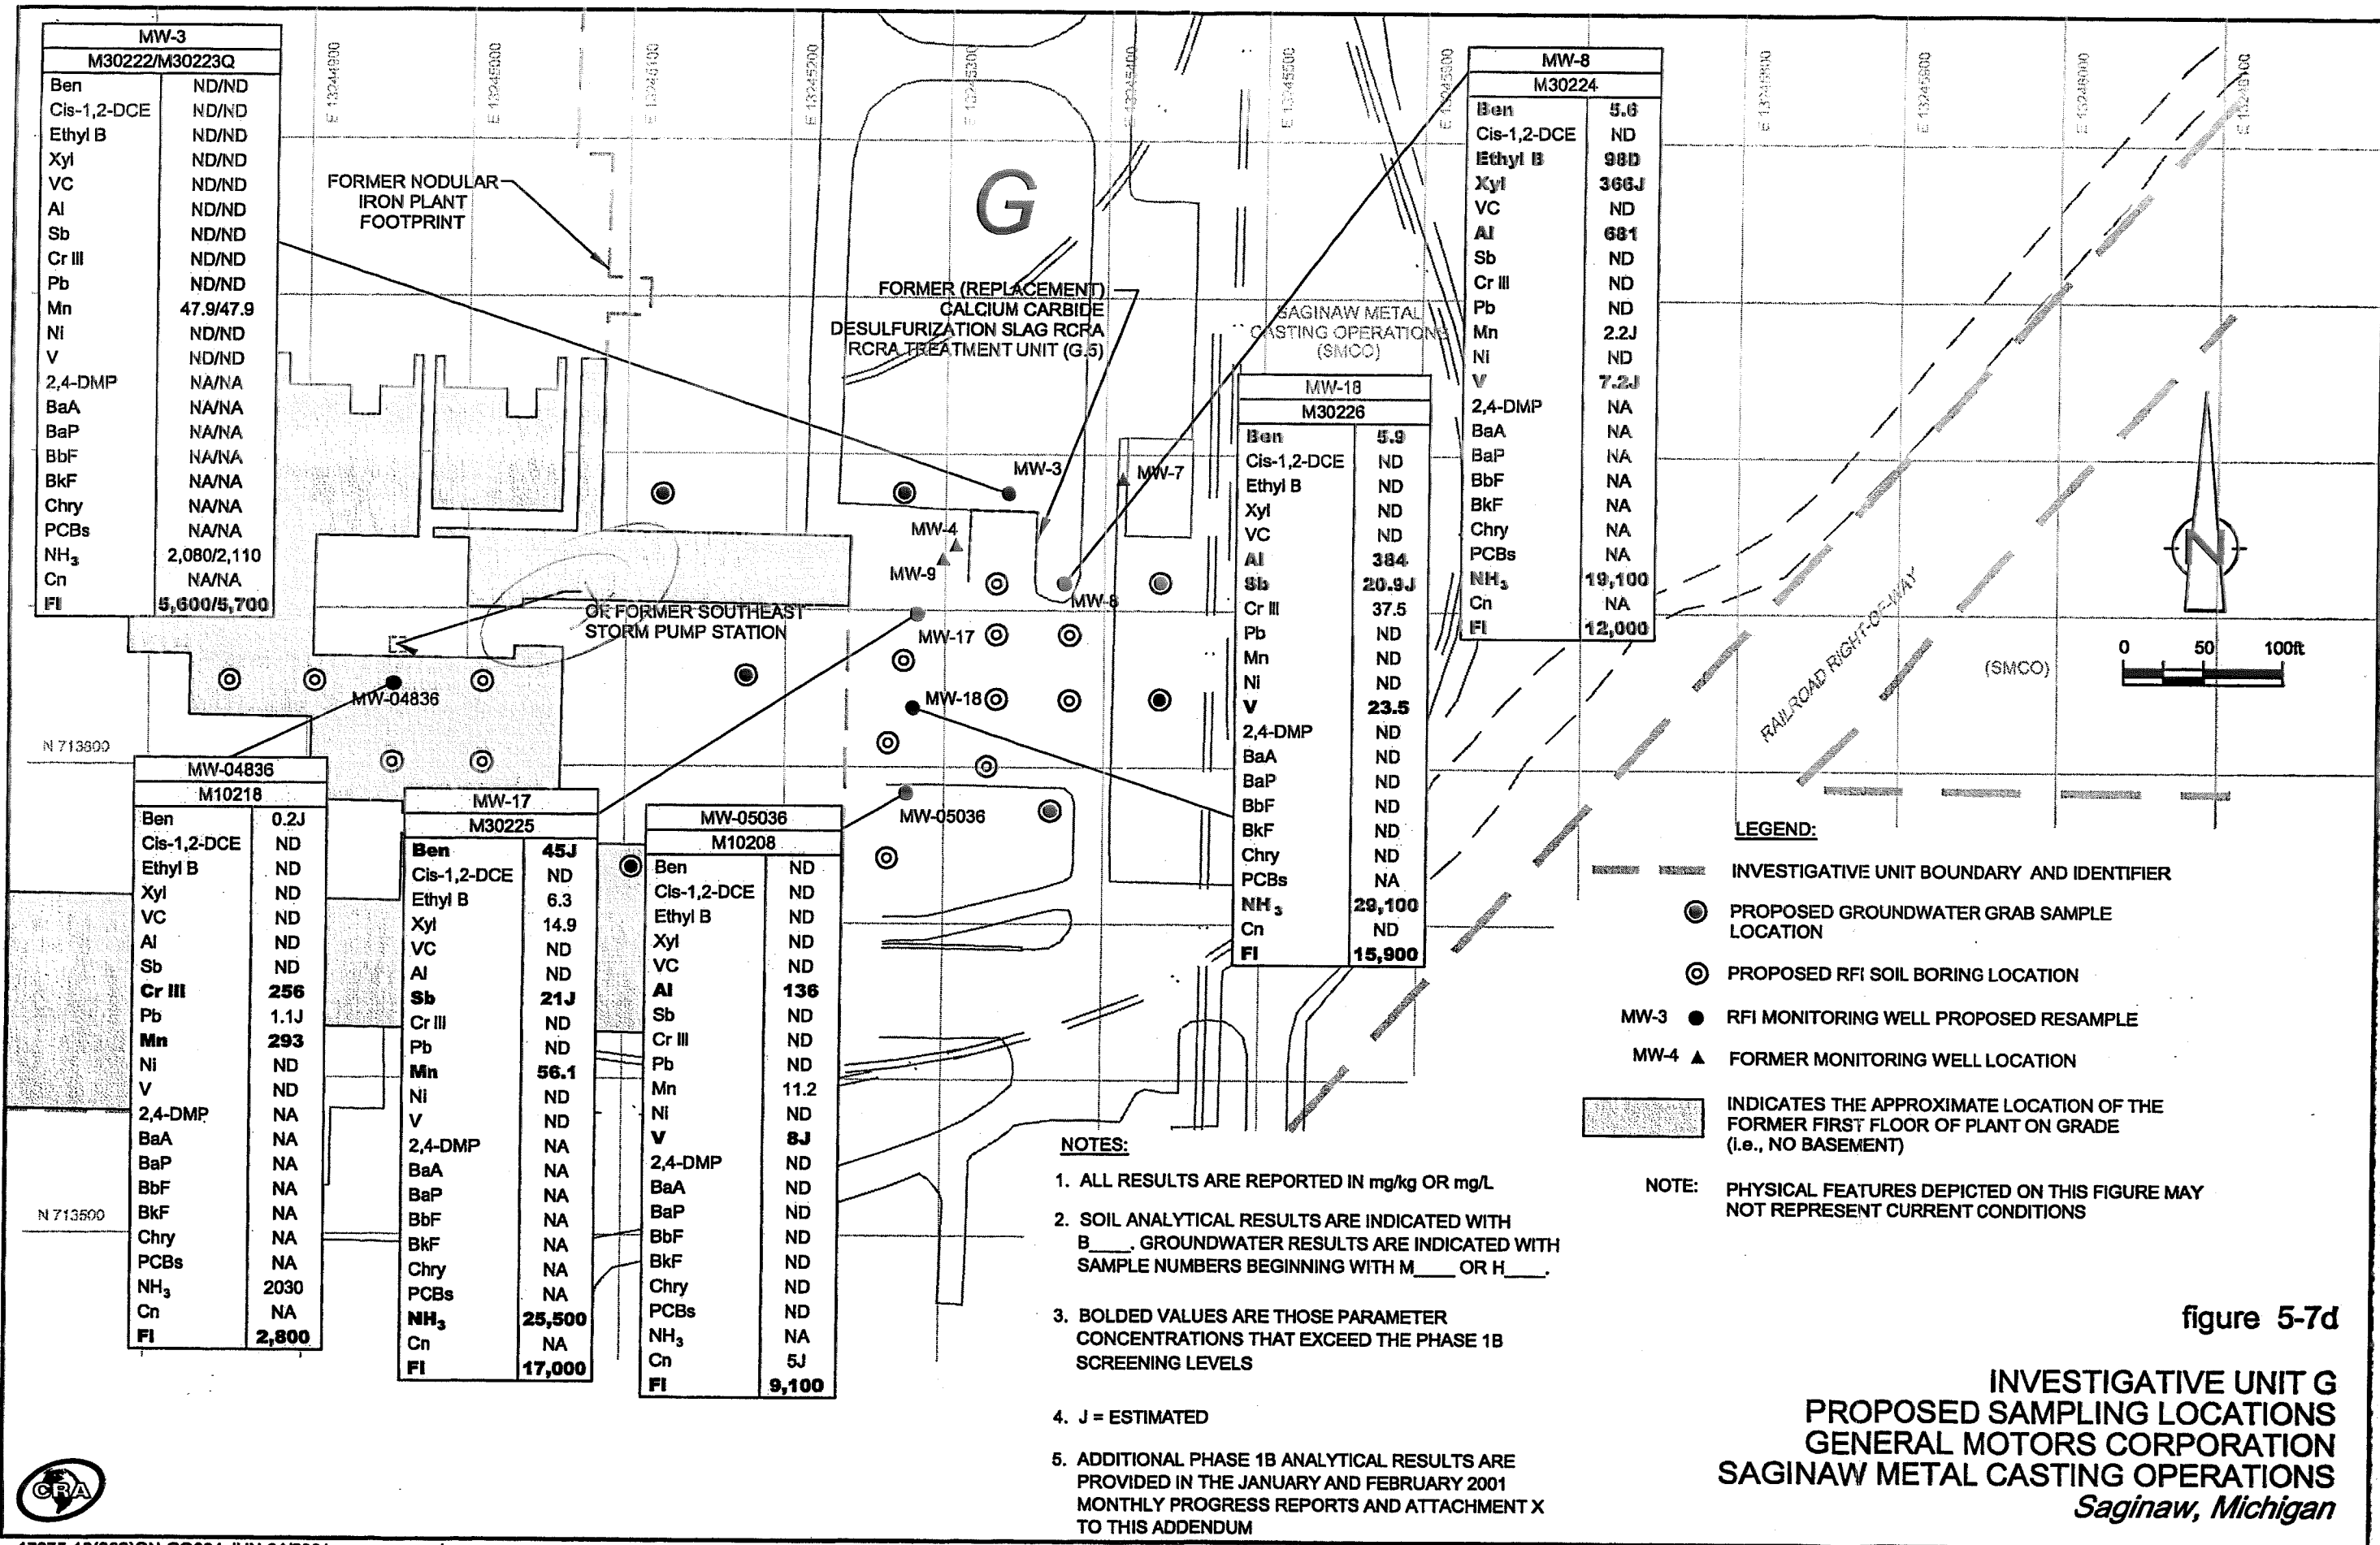 MW-3
M30222/M30223Q
Ben ND/ND
Cis-1,2-DCE ND/ND
Ethyl B ND/ND
Xyl ND/ND
VC ND/ND
Al ND/ND
Sb ND/ND
Cr III ND/ND
Pb ND/ND
Mn 47.9/47.9
Ni ND/ND
V ND/ND
2,4-DMP NA/NA
BaA NA/NA
BaP NA/NA
BbF NA/NA
BkF NA/NA
Chry NA/NA
PCBs NA/NA
NH3 2,080/2,110
Cn NA/NA
Fl 5,600/5,700
E 13244900
E 13245000
E 13245100
E 13245200
E 13245300
E 13245400
E 13245500
E 13245900
E 13246000
E 13246100
FORMER NODULAR
IRON PLANT
FOOTPRINT
G
FORMER (REPLACEMENT)
CALCIUM CARBIDE
DESULFURIZATION SLAG RCRA
RCRA TREATMENT UNIT (G.5)
SAGINAW METAL
CASTING OPERATIONS
(SMCO)
MW-8
M30224
Ben 5.6
Cis-1,2-DCE ND
Ethyl B 98D
Xyl 366J
VC ND
Al 681
Sb ND
Cr III ND
Pb ND
Mn 2.2J
Ni ND
V 7.2J
2,4-DMP NA
BaA NA
BaP NA
BbF NA
BkF NA
Chry NA
PCBs NA
NH3 19,100
Cn NA
Fl 12,000
MW-18
M30226
Ben 5.9
Cis-1,2-DCE ND
Ethyl B ND
Xyl ND
VC ND
Al 384
Sb 20.9J
Cr III 37.5
Pb ND
Mn ND
Ni ND
V 23.5
2,4-DMP ND
BaA ND
BaP ND
BbF ND
BkF ND
Chry ND
PCBs NA
NH3 29,100
Cn ND
Fl 15,900
MW-3
MW-7
MW-4
MW-9
MW-8
MW-17
MW-18
MW-05036
MW-04836
FORMER SOUTHEAST
STORM PUMP STATION
N 713800
N 713500
MW-04836
M10218
Ben 0.2J
Cis-1,2-DCE ND
Ethyl B ND
Xyl ND
VC ND
Al ND
Sb ND
Cr III 256
Pb 1.1J
Mn 293
Ni ND
V ND
2,4-DMP NA
BaA NA
BaP NA
BbF NA
BkF NA
Chry NA
PCBs NA
NH3 2030
Cn NA
Fl 2,800
MW-17
M30225
Ben 45J
Cis-1,2-DCE ND
Ethyl B 6.3
Xyl 14.9
VC ND
Al ND
Sb 21J
Cr III ND
Pb ND
Mn 56.1
Ni ND
V ND
2,4-DMP NA
BaA NA
BaP NA
BbF NA
BkF NA
Chry NA
PCBs NA
NH3 25,500
Cn NA
Fl 17,000
MW-05036
M10208
Ben ND
Cis-1,2-DCE ND
Ethyl B ND
Xyl ND
VC ND
Al 136
Sb ND
Cr III ND
Pb ND
Mn 11.2
Ni ND
V 8J
2,4-DMP ND
BaA ND
BaP ND
BbF ND
BkF ND
Chry ND
PCBs ND
NH3 NA
Cn 5J
Fl 9,100
RAILROAD RIGHT-OF-WAY
(SMCO)
N
0 50 100ft
LEGEND:
INVESTIGATIVE UNIT BOUNDARY AND IDENTIFIER
PROPOSED GROUNDWATER GRAB SAMPLE
LOCATION
PROPOSED RFI SOIL BORING LOCATION
MW-3 RFI MONITORING WELL PROPOSED RESAMPLE
MW-4 FORMER MONITORING WELL LOCATION
INDICATES THE APPROXIMATE LOCATION OF THE
FORMER FIRST FLOOR OF PLANT ON GRADE
(i.e., NO BASEMENT)
NOTE: PHYSICAL FEATURES DEPICTED ON THIS FIGURE MAY
NOT REPRESENT CURRENT CONDITIONS
NOTES:
1. ALL RESULTS ARE REPORTED IN mg/kg OR mg/L
2. SOIL ANALYTICAL RESULTS ARE INDICATED WITH
B____. GROUNDWATER RESULTS ARE INDICATED WITH
SAMPLE NUMBERS BEGINNING WITH M____ OR H____.
3. BOLDED VALUES ARE THOSE PARAMETER
CONCENTRATIONS THAT EXCEED THE PHASE 1B
SCREENING LEVELS
4. J = ESTIMATED
5. ADDITIONAL PHASE 1B ANALYTICAL RESULTS ARE
PROVIDED IN THE JANUARY AND FEBRUARY 2001
MONTHLY PROGRESS REPORTS AND ATTACHMENT X
TO THIS ADDENDUM
figure 5-7d
INVESTIGATIVE UNIT G
PROPOSED SAMPLING LOCATIONS
GENERAL MOTORS CORPORATION
SAGINAW METAL CASTING OPERATIONS
Saginaw, Michigan
CRA